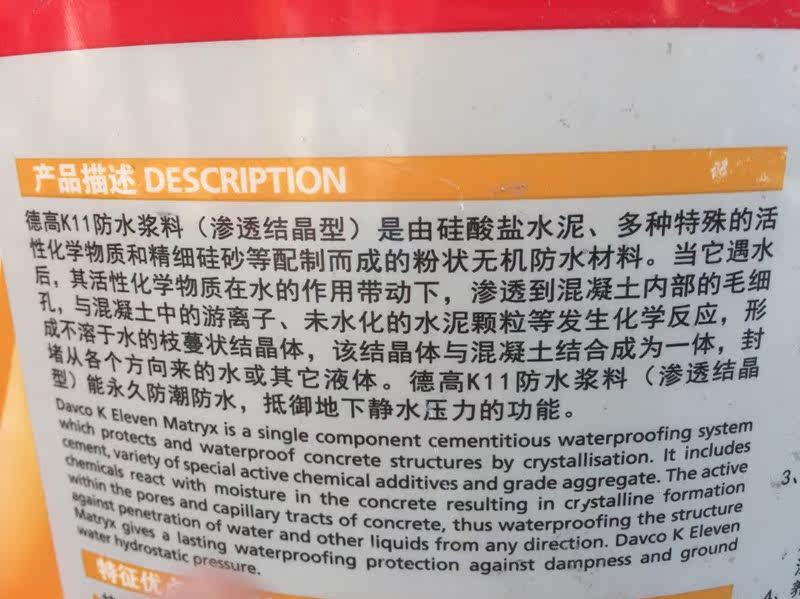 产品描述 DESCRIPTION
德高K11防水浆料（渗透结晶型）是由硅酸盐水泥、多种特殊的活
性化学物质和精细硅砂等配制而成的粉状无机防水材料。当它遇水
后，其活性化学物质在水的作用带动下，渗透到混凝土内部的毛细
孔，与混凝土中的游离子、未水化的水泥颗粒等发生化学反应，形
成不溶于水的枝蔓状结晶体，该结晶体与混凝土结合成为一体，封
堵从各个方向来的水或其它液体。德高K11防水浆料（渗透结晶
型）能永久防潮防水，抵御地下静水压力的功能。
Davco K Eleven Matryx is a single component cementitious waterproofing system
which protects and waterproof concrete structures by crystallisation. It includes
cement, variety of special active chemical additives and grade aggregate. The active
chemicals react with moisture in the concrete resulting in crystalline formation
within the pores and capillary tracts of concrete, thus waterproofing the structure
against penetration of water and other liquids from any direction. Davco K Eleven
Matryx gives a lasting waterproofing protection against dampness and ground
water hydrostatic pressure.
特征优
3、
4、